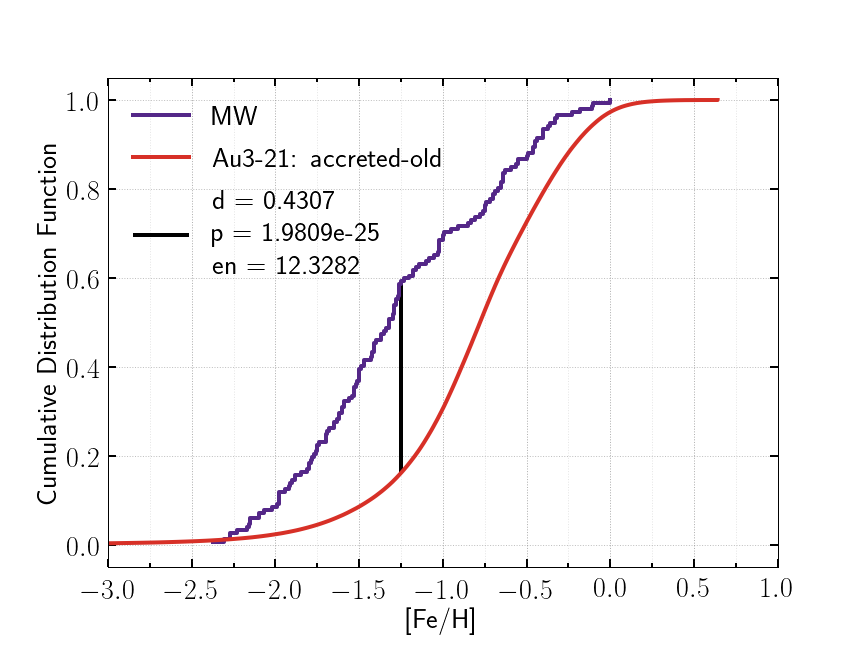 MW
Au3-21: accreted-old
d = 0.4307
p = 1.9809e-25
en = 12.3282
Cumulative Distribution Function
1.0
0.8
0.6
0.4
0.2
0.0
−3.0 −2.5 −2.0 −1.5 −1.0 −0.5 0.0 0.5 1.0
[Fe/H]